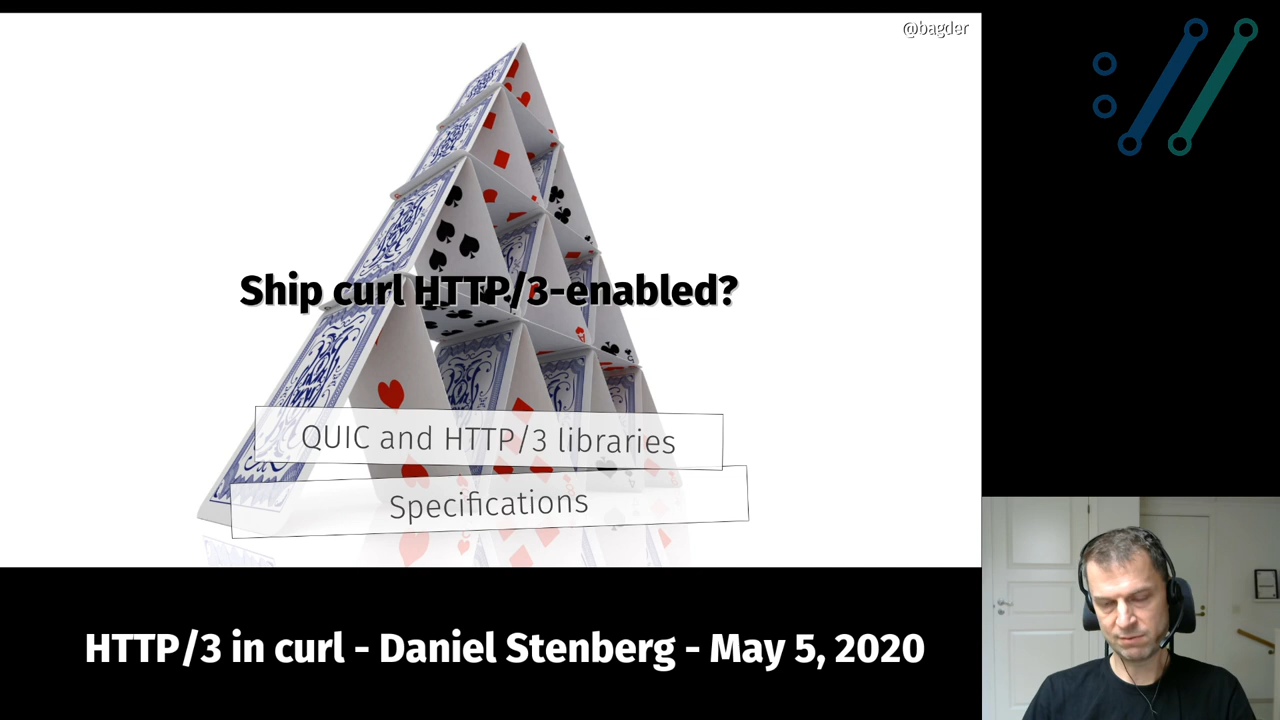 @bagder
Ship curl HTTP/3-enabled?
QUIC and HTTP/3 libraries
Specifications
HTTP/3 in curl - Daniel Stenberg - May 5, 2020